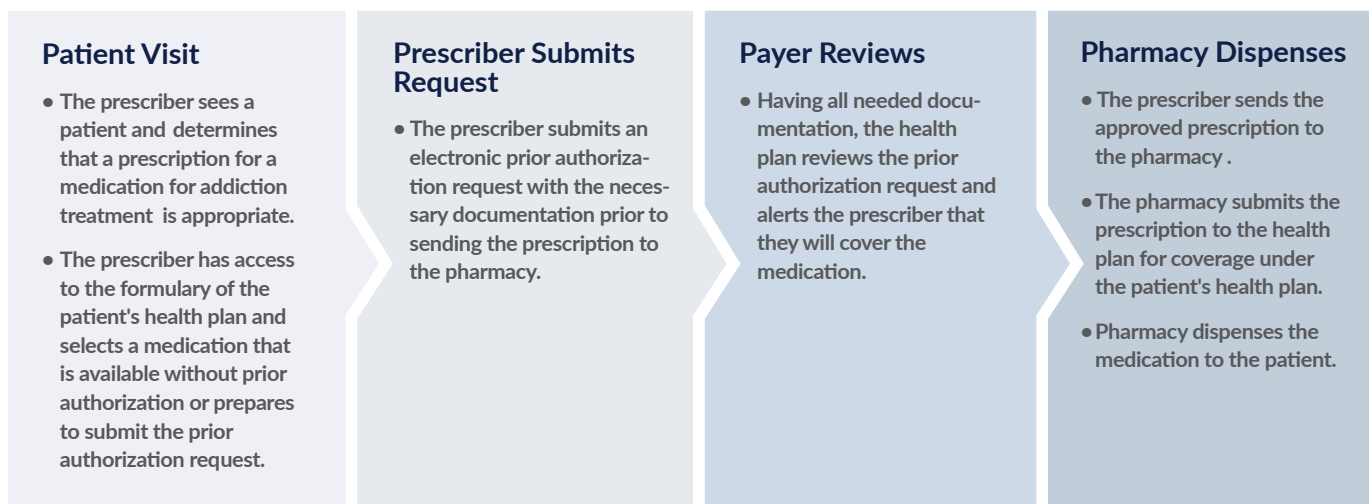 Patient Visit
• The prescriber sees a
patient and determines
that a prescription for a
medication for addiction
treatment is appropriate.
• The prescriber has access
to the formulary of the
patient's health plan and
selects a medication that
is available without prior
authorization or prepares
to submit the prior
authorization request.
Prescriber Submits
Request
• The prescriber submits an
electronic prior authoriza-
tion request with the neces-
sary documentation prior to
sending the prescription to
the pharmacy.
Payer Reviews
• Having all needed docu-
mentation, the health
plan reviews the prior
authorization request and
alerts the prescriber that
they will cover the
medication.
Pharmacy Dispenses
• The prescriber sends the
approved prescription to
the pharmacy .
• The pharmacy submits the
prescription to the health
plan for coverage under
the patient's health plan.
• Pharmacy dispenses the
medication to the patient.